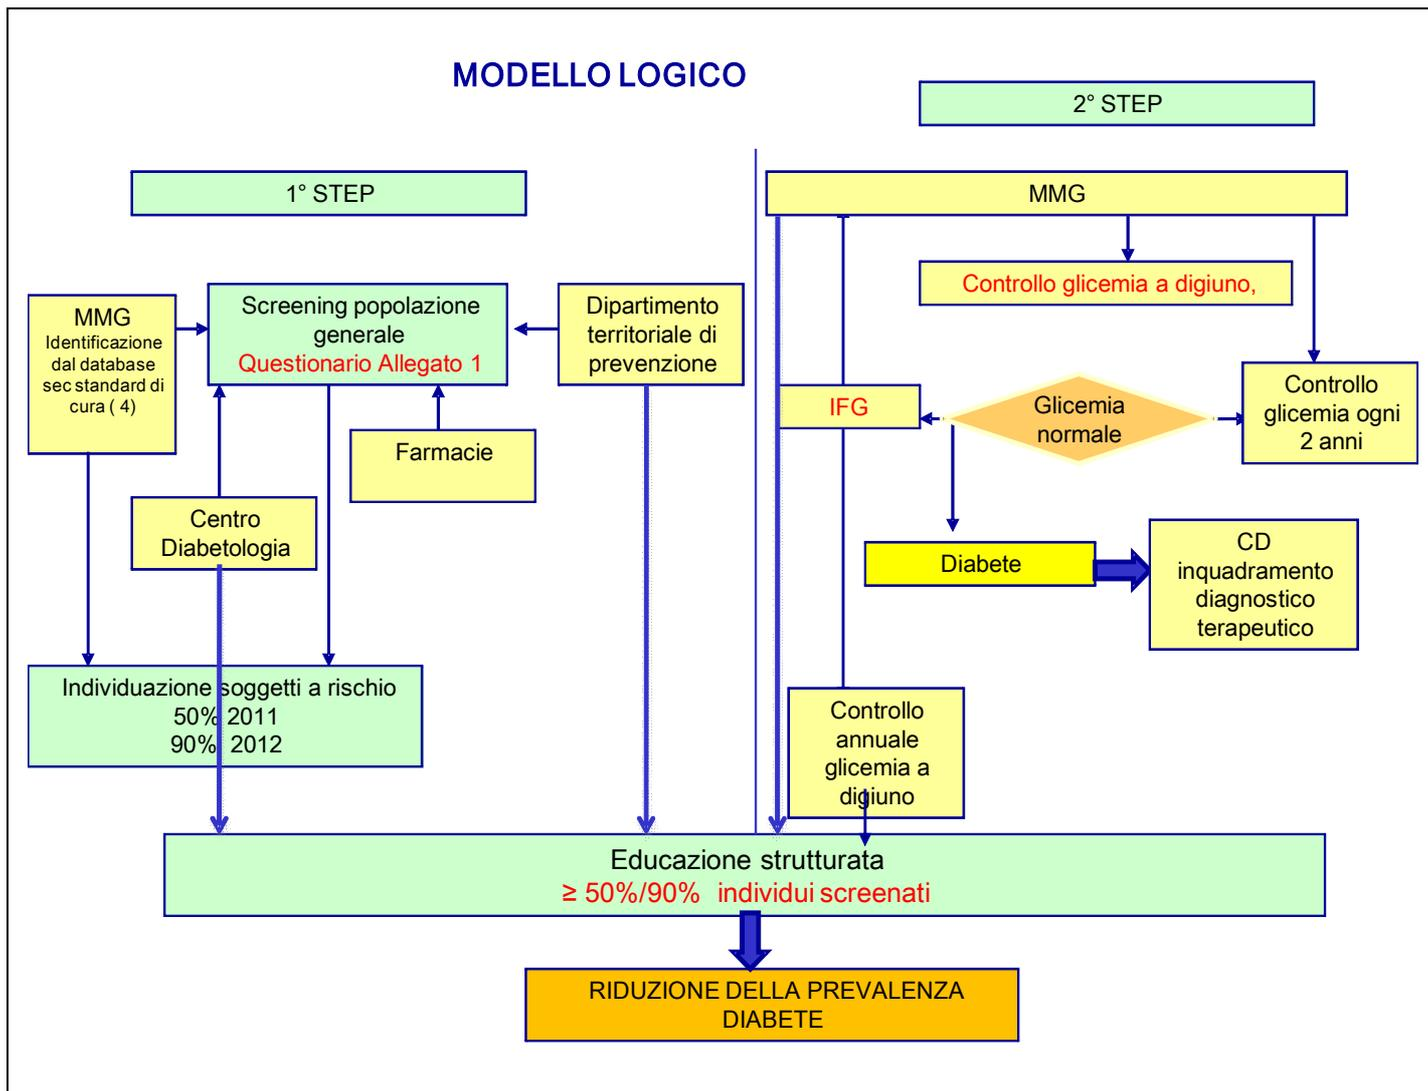 MODELLO LOGICO
2° STEP
1° STEP
MMG
Controllo glicemia a digiuno,
MMG
Identificazione
dal database
sec standard di
cura ( 4)
Screening popolazione
generale
Questionario Allegato 1
Dipartimento
territoriale di
prevenzione
IFG
Glicemia
normale
Controllo
glicemia ogni
2 anni
Farmacie
Centro
Diabetologia
Diabete
CD
inquadramento
diagnostico
terapeutico
Individuazione soggetti a rischio
50% 2011
90% 2012
Controllo
annuale
glicemia a
digiuno
Educazione strutturata
≥ 50%/90% individui screenati
RIDUZIONE DELLA PREVALENZA
DIABETE